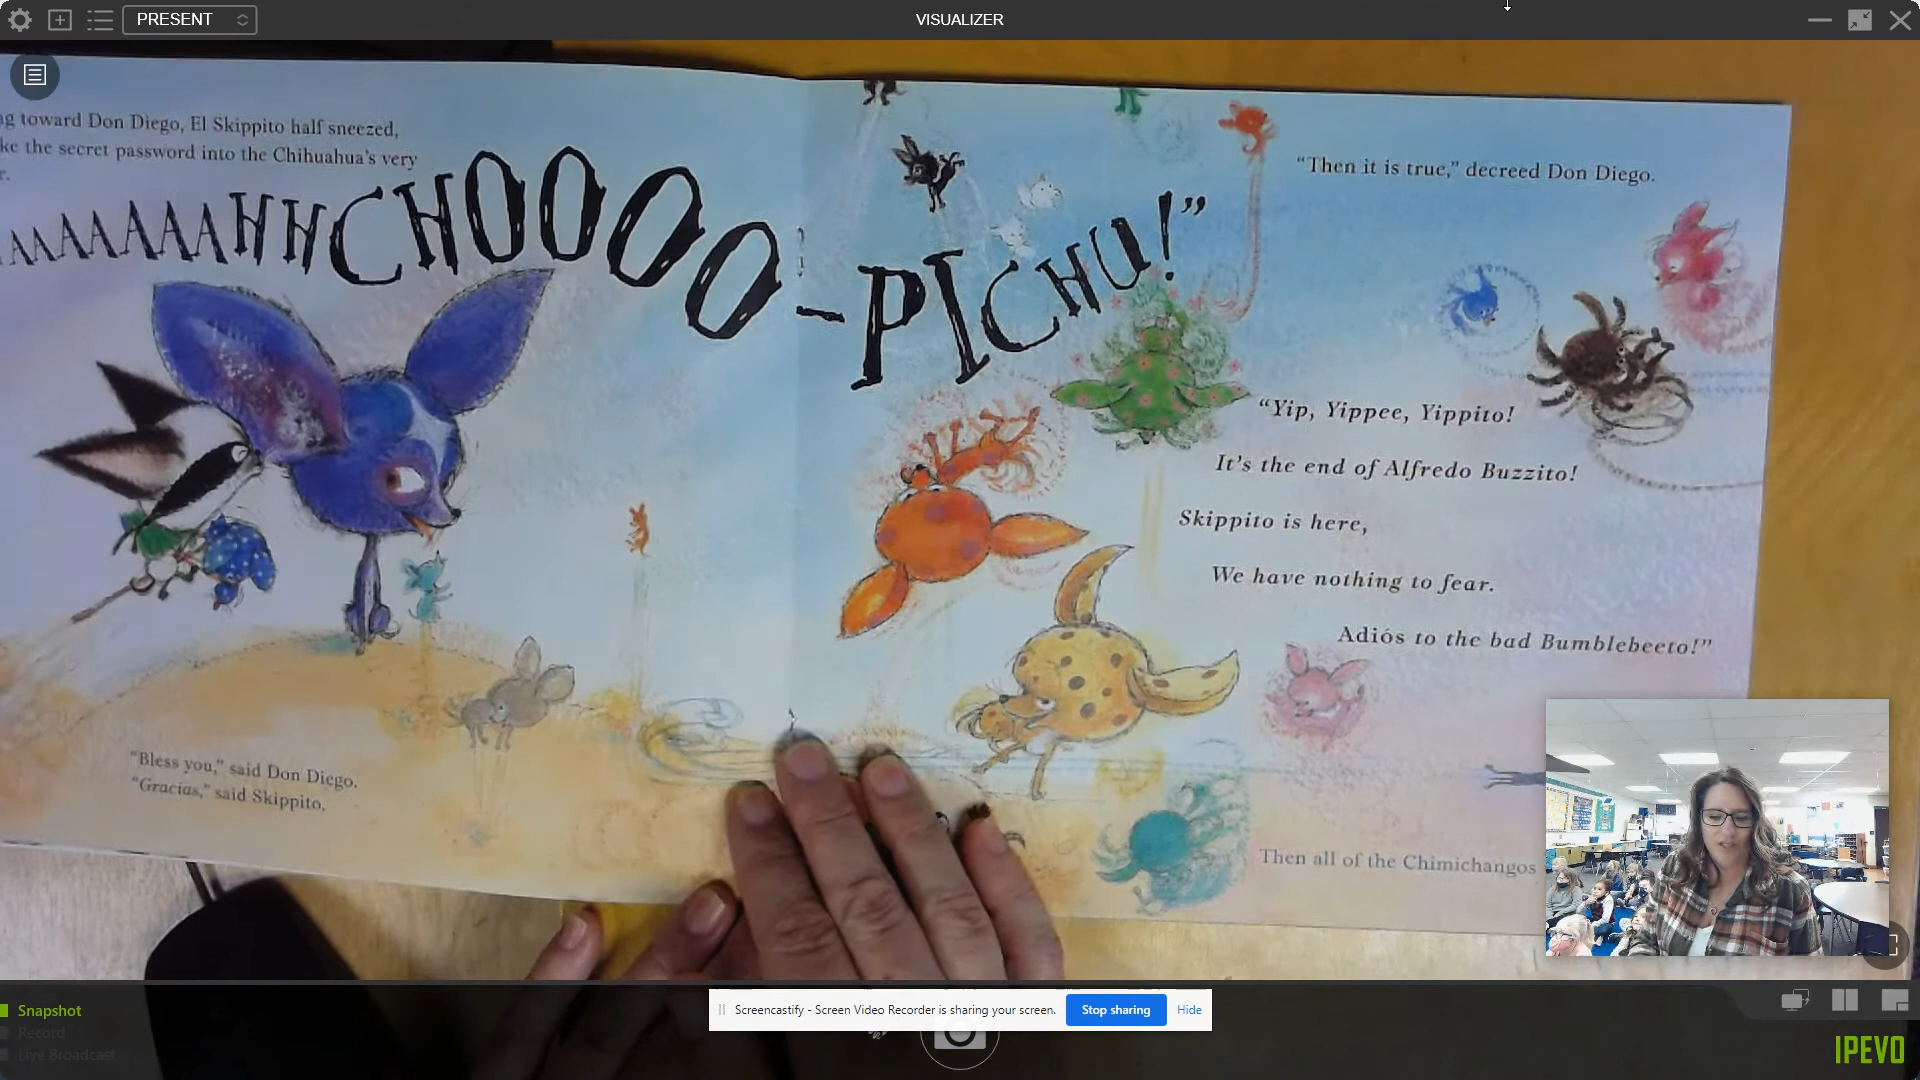 PRESENT
VISUALIZER
toward Don Diego, El Skippito half sneezed,
the secret password into the Chihuahua's very
AAAAAAAHHCHOOOO-PICHU!”
“Then it is true,” decreed Don Diego.
“Yip, Yippee, Yippito!
It's the end of Alfredo Buzzito!
Skippito is here,
We have nothing to fear.
Adiós to the bad Bumblebeeto!”
“Bless you,” said Don Diego.
“Gracias,” said Skippito.
Then all of the Chimichangos
Snapshot
Record
Live Broadcast
Screencastify - Screen Video Recorder is sharing your screen.
Stop sharing
Hide
IPEVO